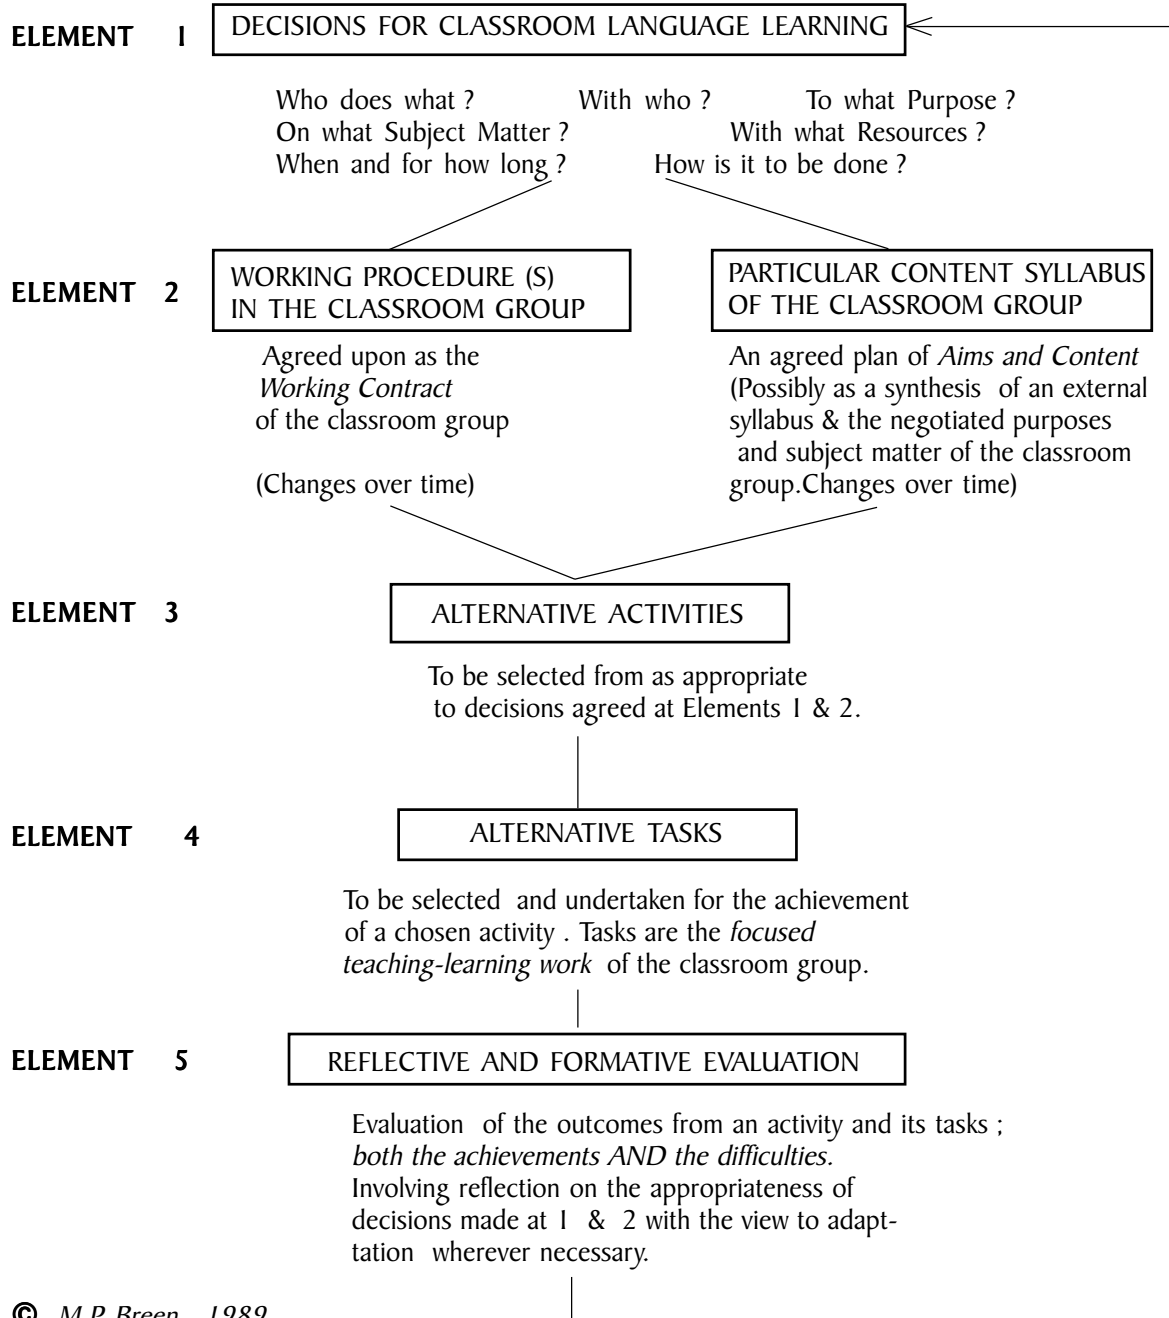 ELEMENT 1 DECISIONS FOR CLASSROOM LANGUAGE LEARNING
Who does what ? With who ? To what Purpose ?
On what Subject Matter ? With what Resources ?
When and for how long ? How is it to be done ?
ELEMENT 2
WORKING PROCEDURE (S)
IN THE CLASSROOM GROUP
Agreed upon as the
Working Contract
of the classroom group
(Changes over time)
PARTICULAR CONTENT SYLLABUS
OF THE CLASSROOM GROUP
An agreed plan of Aims and Content
(Possibly as a synthesis of an external
syllabus & the negotiated purposes
and subject matter of the classroom
group.Changes over time)
ELEMENT 3 ALTERNATIVE ACTIVITIES
To be selected from as appropriate
to decisions agreed at Elements 1 & 2.
ELEMENT 4 ALTERNATIVE TASKS
To be selected and undertaken for the achievement
of a chosen activity . Tasks are the focused
teaching-learning work of the classroom group.
ELEMENT 5 REFLECTIVE AND FORMATIVE EVALUATION
Evaluation of the outcomes from an activity and its tasks ;
both the achievements AND the difficulties.
Involving reflection on the appropriateness of
decisions made at 1 & 2 with the view to adapt-
tation wherever necessary.
© M.P. Breen 1989